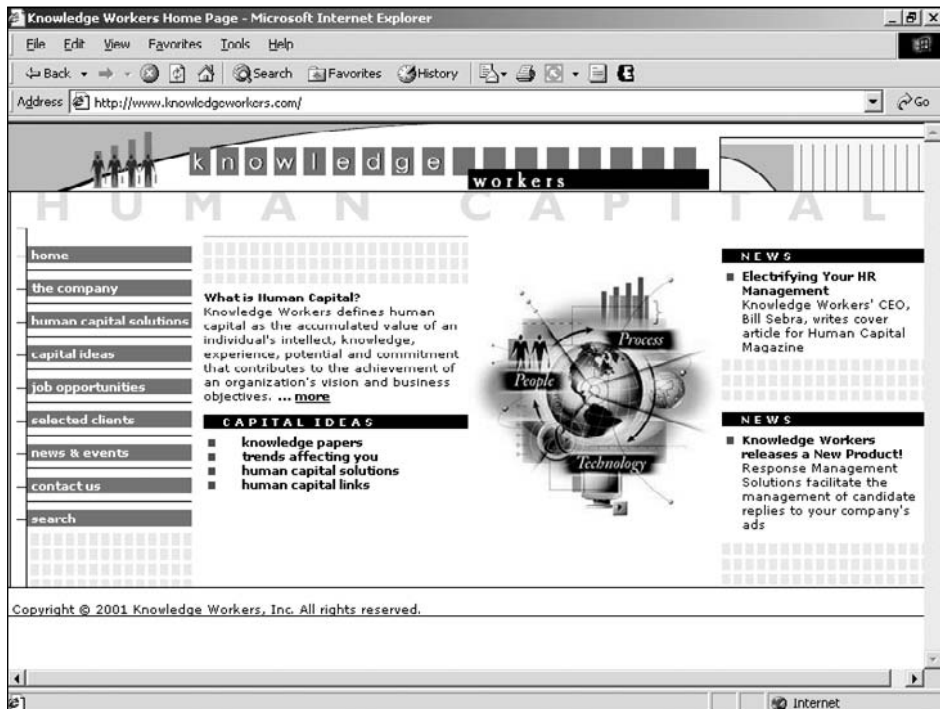 Knowledge Workers Home Page - Microsoft Internet Explorer
File Edit View Favorites Tools Help
Back Search Favorites History
Address http://www.knowledgeworkers.com/ Go
knowledge
workers
HUMAN CAPITAL
home
the company
human capital solutions
capital ideas
job opportunities
selected clients
news & events
contact us
search
What is Human Capital?
Knowledge Workers defines human
capital as the accumulated value of an
individual's intellect, knowledge,
experience, potential and commitment
that contributes to the achievement of
an organization's vision and business
objectives. ... more
CAPITAL IDEAS
knowledge papers
trends affecting you
human capital solutions
human capital links
Process
People
Technology
NEWS
Electrifying Your HR
Management
Knowledge Workers' CEO,
Bill Sebra, writes cover
article for Human Capital
Magazine
NEWS
Knowledge Workers
releases a New Product!
Response Management
Solutions facilitate the
management of candidate
replies to your company's
ads
Copyright © 2001 Knowledge Workers, Inc. All rights reserved.
Internet